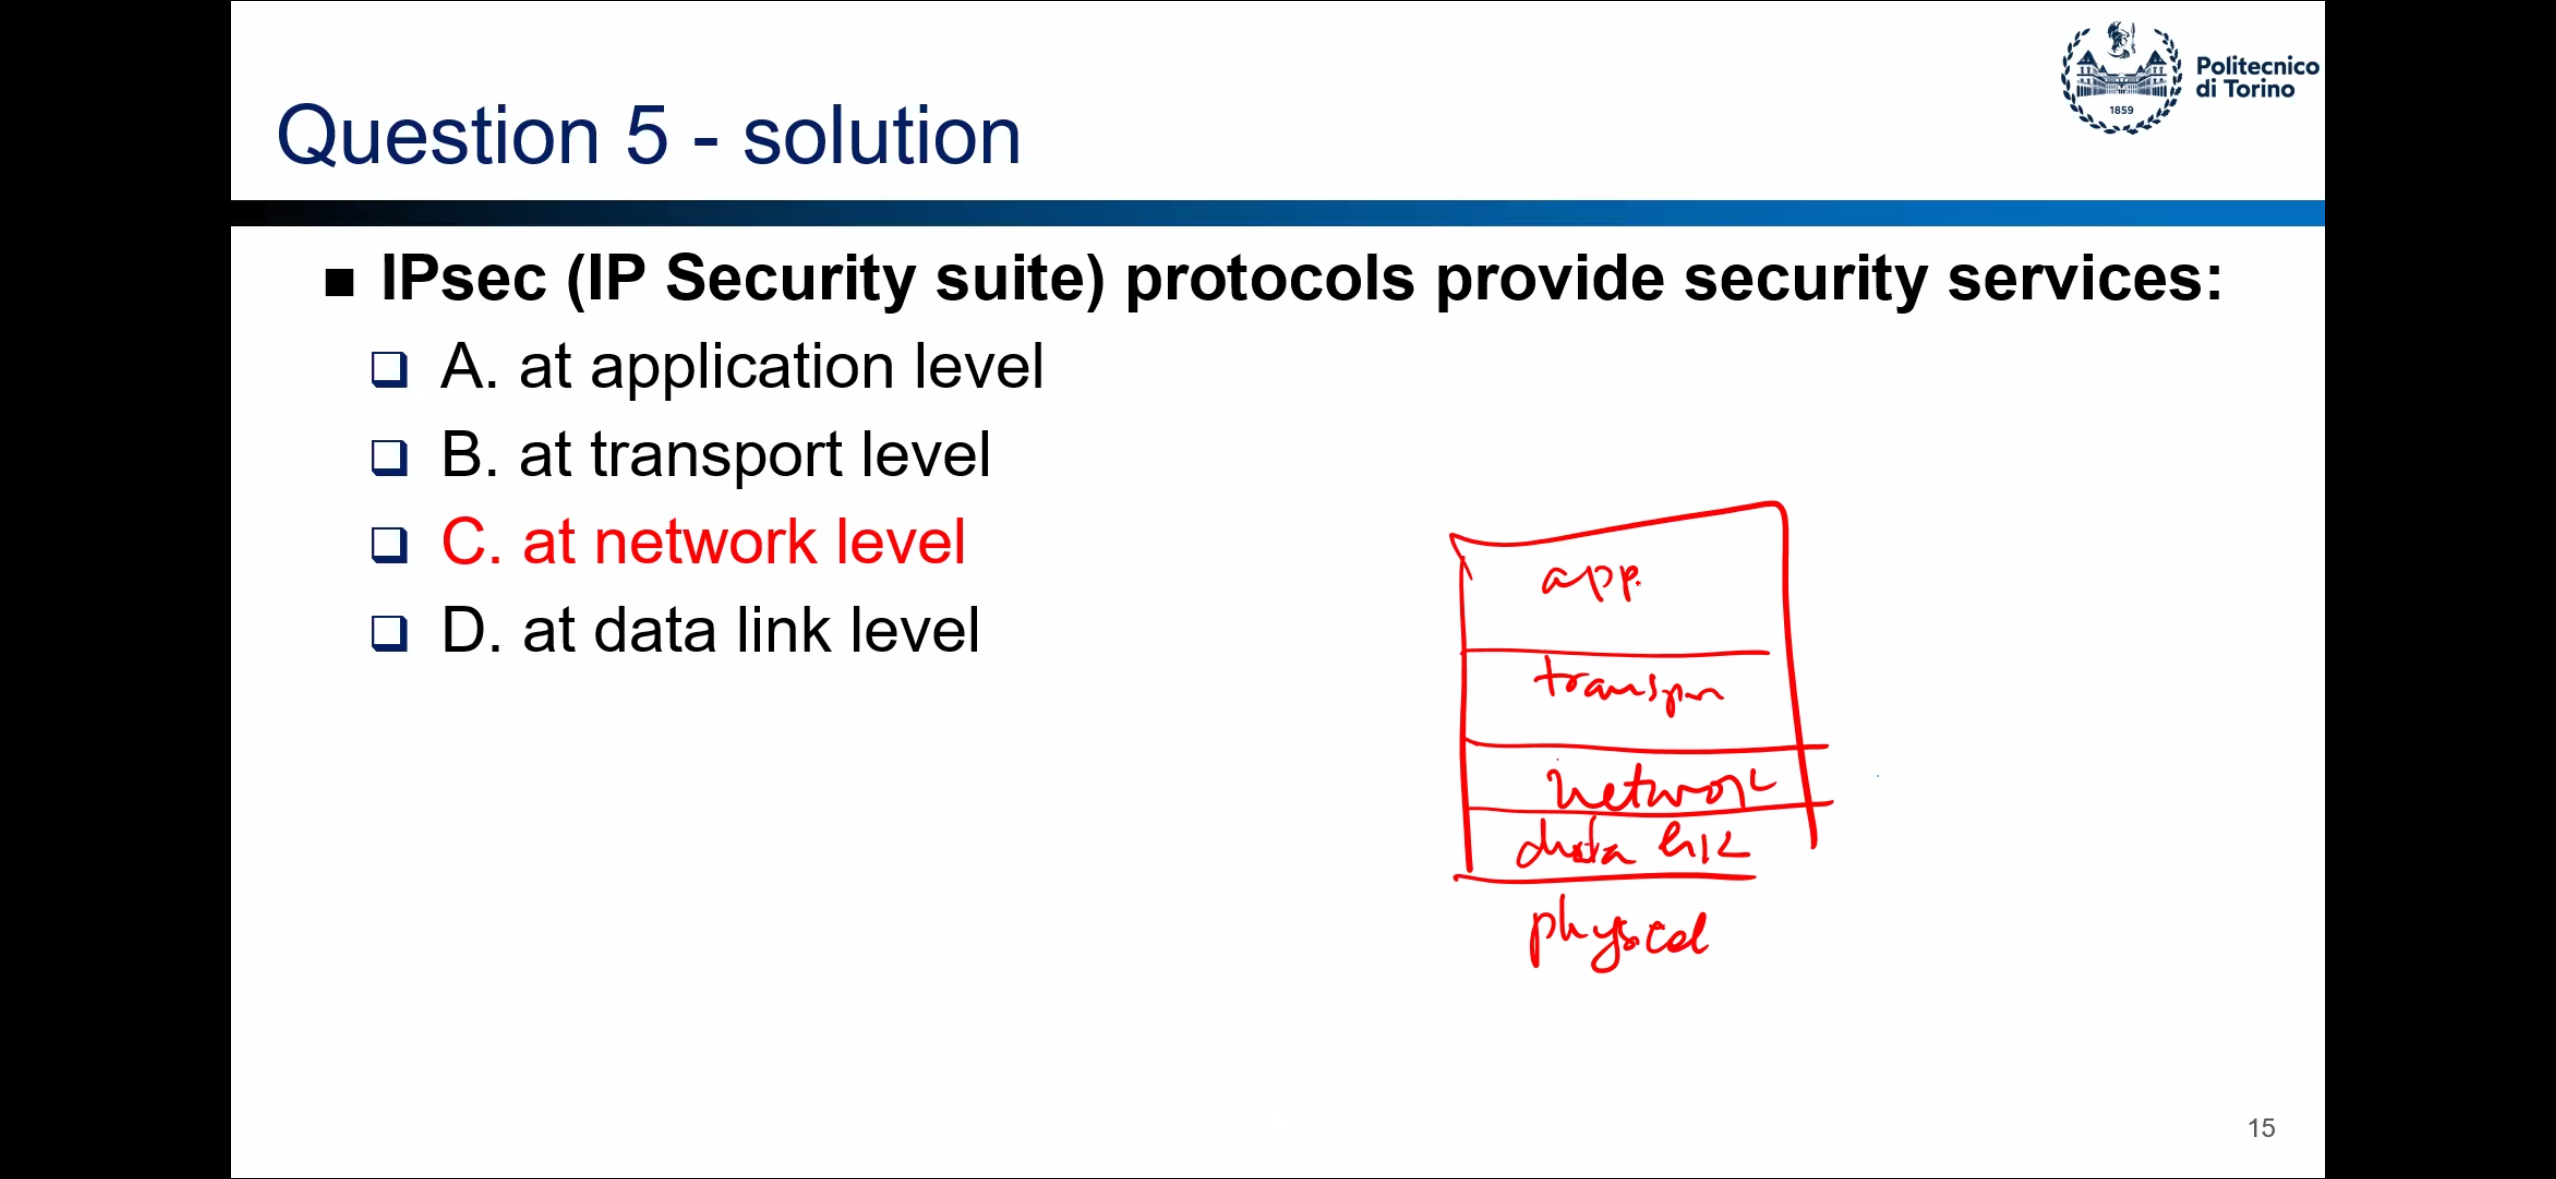 Politecnico
di Torino
1859
Question 5 - solution
■ IPsec (IP Security suite) protocols provide security services:
❑ A. at application level
❑ B. at transport level
❑ C. at network level
❑ D. at data link level
app.
transpr
network
data link
physical
15